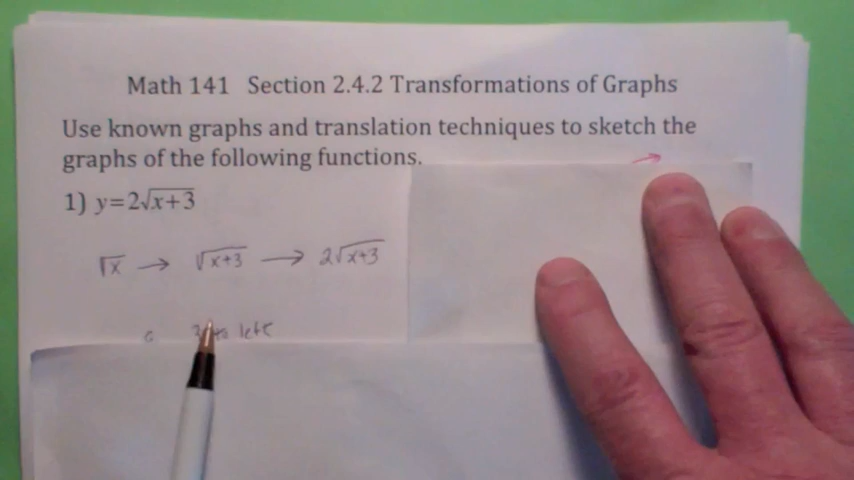 Math 141 Section 2.4.2 Transformations of Graphs
Use known graphs and translation techniques to sketch the
graphs of the following functions.
1) y=2√x+3
√x → √x+3 → 2√x+3
left